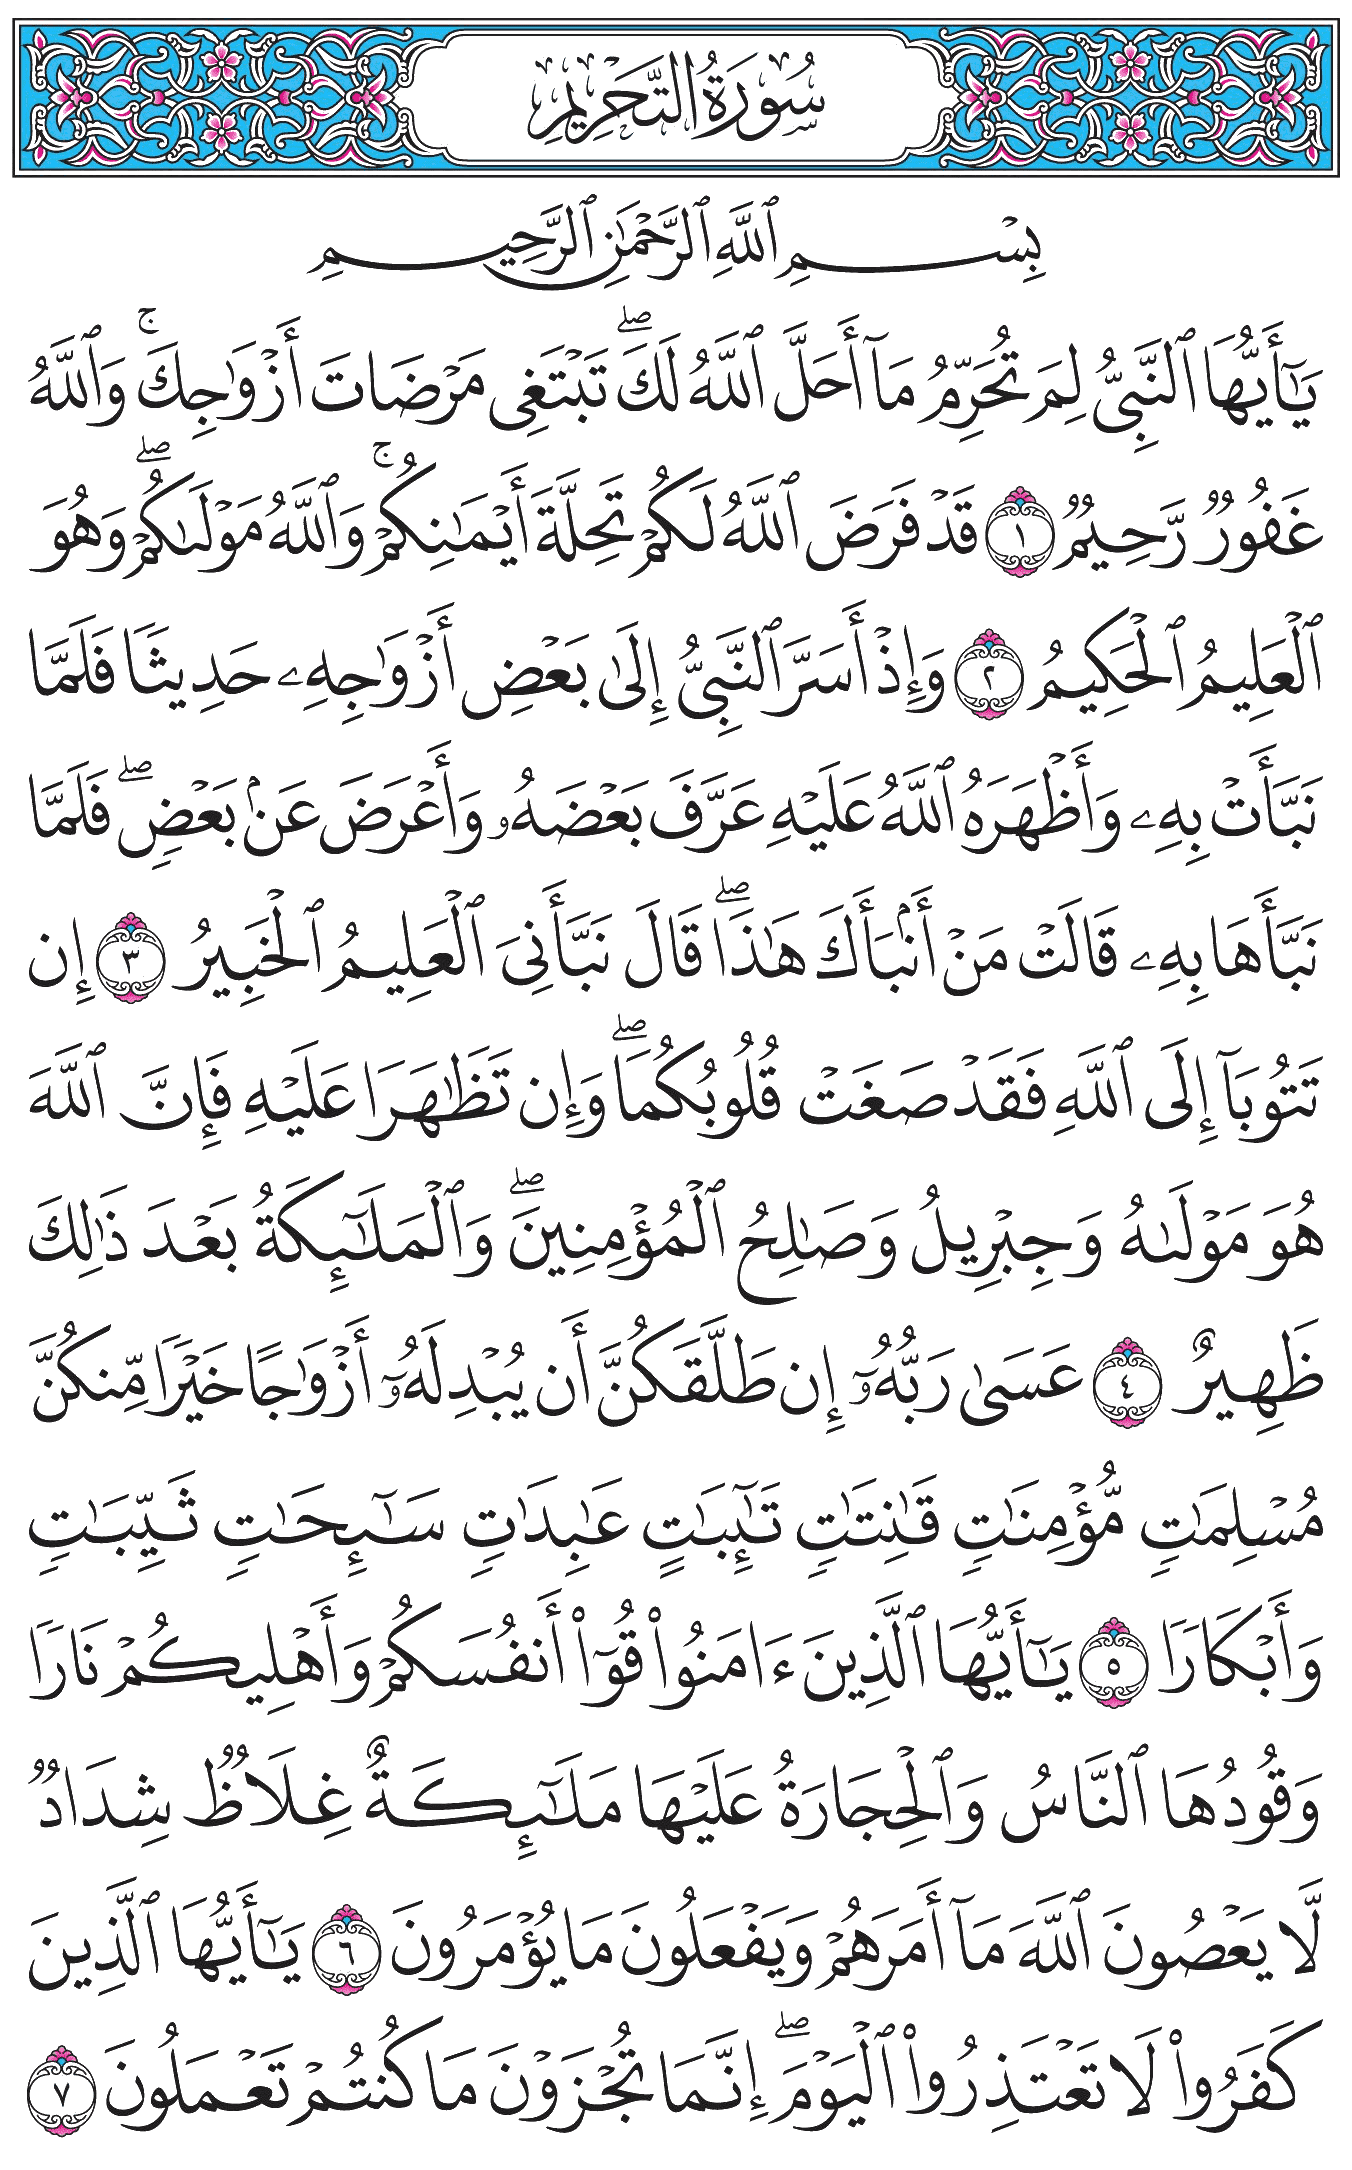 سُورَةُ التَّحْرِيمِ
بِسْمِ ٱللَّهِ ٱلرَّحْمَٰنِ ٱلرَّحِيمِ
يَٰٓأَيُّهَا ٱلنَّبِىُّ لِمَ تُحَرِّمُ مَآ أَحَلَّ ٱللَّهُ لَكَ ۖ تَبْتَغِى مَرْضَاتَ أَزْوَٰجِكَ ۚ وَٱللَّهُ
غَفُورٌ رَّحِيمٌ ١ قَدْ فَرَضَ ٱللَّهُ لَكُمْ تَحِلَّةَ أَيْمَٰنِكُمْ ۚ وَٱللَّهُ مَوْلَىٰكُمْ ۖ وَهُوَ
ٱلْعَلِيمُ ٱلْحَكِيمُ ٢ وَإِذْ أَسَرَّ ٱلنَّبِىُّ إِلَىٰ بَعْضِ أَزْوَٰجِهِۦ حَدِيثًا فَلَمَّا
نَبَّأَتْ بِهِۦ وَأَظْهَرَهُ ٱللَّهُ عَلَيْهِ عَرَّفَ بَعْضَهُۥ وَأَعْرَضَ عَنۢ بَعْضٍ ۖ فَلَمَّا
نَبَّأَهَا بِهِۦ قَالَتْ مَنْ أَنۢبَأَكَ هَٰذَا ۖ قَالَ نَبَّأَنِىَ ٱلْعَلِيمُ ٱلْخَبِيرُ ٣ إِن
تَتُوبَآ إِلَى ٱللَّهِ فَقَدْ صَغَتْ قُلُوبُكُمَا ۖ وَإِن تَظَٰهَرَا عَلَيْهِ فَإِنَّ ٱللَّهَ
هُوَ مَوْلَىٰهُ وَجِبْرِيلُ وَصَٰلِحُ ٱلْمُؤْمِنِينَ ۖ وَٱلْمَلَٰٓئِكَةُ بَعْدَ ذَٰلِكَ
ظَهِيرٌ ٤ عَسَىٰ رَبُّهُۥٓ إِن طَلَّقَكُنَّ أَن يُبْدِلَهُۥٓ أَزْوَٰجًا خَيْرًا مِّنكُنَّ
مُسْلِمَٰتٍ مُّؤْمِنَٰتٍ قَٰنِتَٰتٍ تَٰٓئِبَٰتٍ عَٰبِدَٰتٍ سَٰٓئِحَٰتٍ ثَيِّبَٰتٍ
وَأَبْكَارًا ٥ يَٰٓأَيُّهَا ٱلَّذِينَ ءَامَنُوا۟ قُوٓا۟ أَنفُسَكُمْ وَأَهْلِيكُمْ نَارًا
وَقُودُهَا ٱلنَّاسُ وَٱلْحِجَارَةُ عَلَيْهَا مَلَٰٓئِكَةٌ غِلَاظٌ شِدَادٌ
لَّا يَعْصُونَ ٱللَّهَ مَآ أَمَرَهُمْ وَيَفْعَلُونَ مَا يُؤْمَرُونَ ٦ يَٰٓأَيُّهَا ٱلَّذِينَ
كَفَرُوا۟ لَا تَعْتَذِرُوا۟ ٱلْيَوْمَ ۖ إِنَّمَا تُجْزَوْنَ مَا كُنتُمْ تَعْمَلُونَ ٧